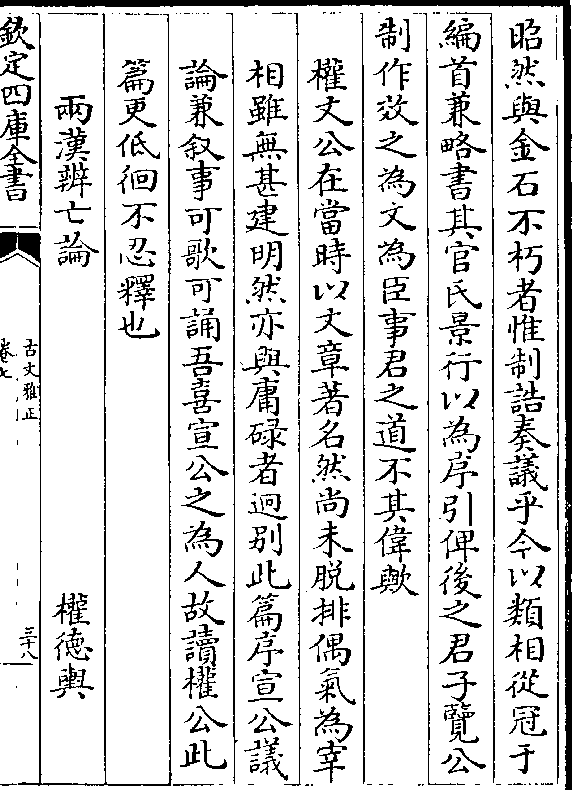 昭然與金石不朽者惟制誥奏議乎今以類相從冠于
編首兼略書其官氏景行以為序引俾後之君子覽公
制作效之為文為臣事君之道不其偉歟
權文公在當時以文章著名然尚未脱排偶氣為宰
相雖無甚建明然亦與庸碌者迥别此篇序宣公議
論兼叙事可歌可誦吾喜宣公之為人故讀權公此
篇更低徊不忍釋也
兩漢辨亡論 權德輿
欽定四庫全書
古文雅正
卷七
三十八